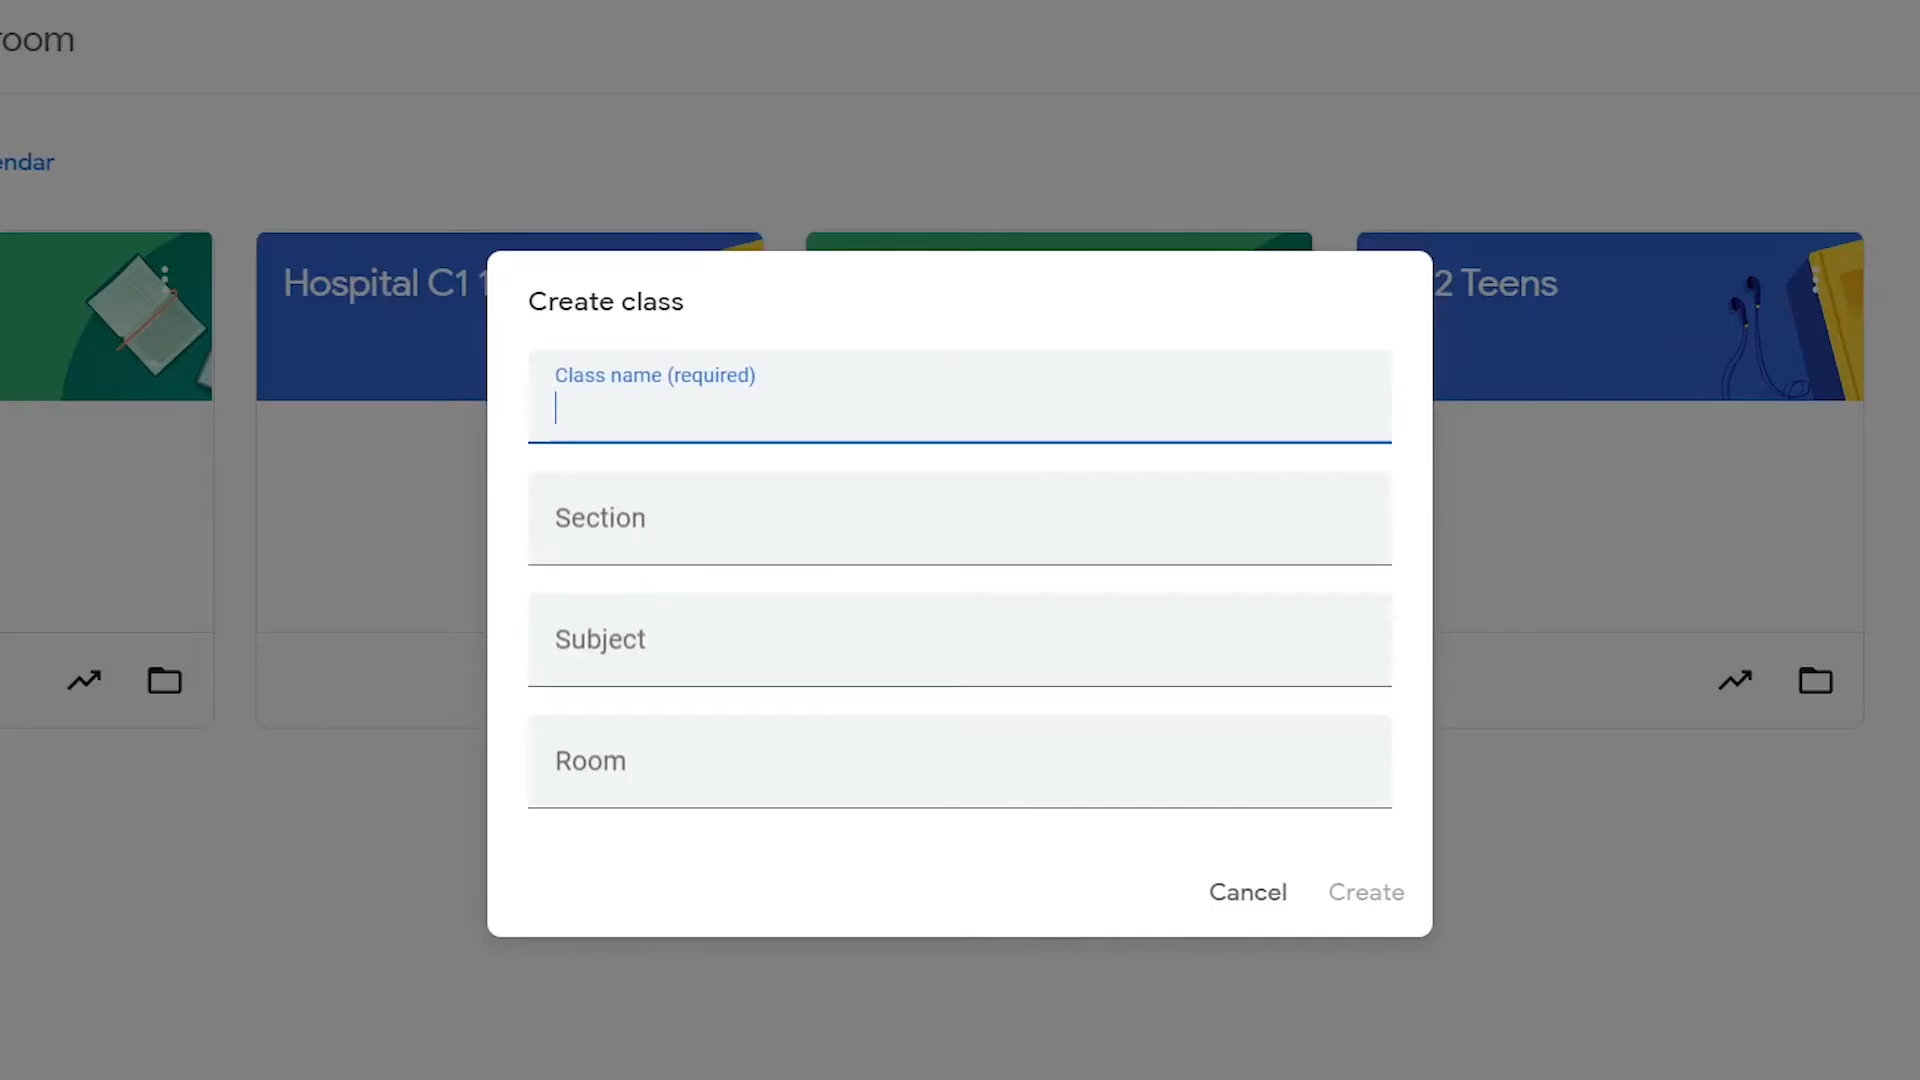 room
endar
Hospital C1 1
2 Teens
Create class
Class name (required)
Section
Subject
Room
Cancel Create